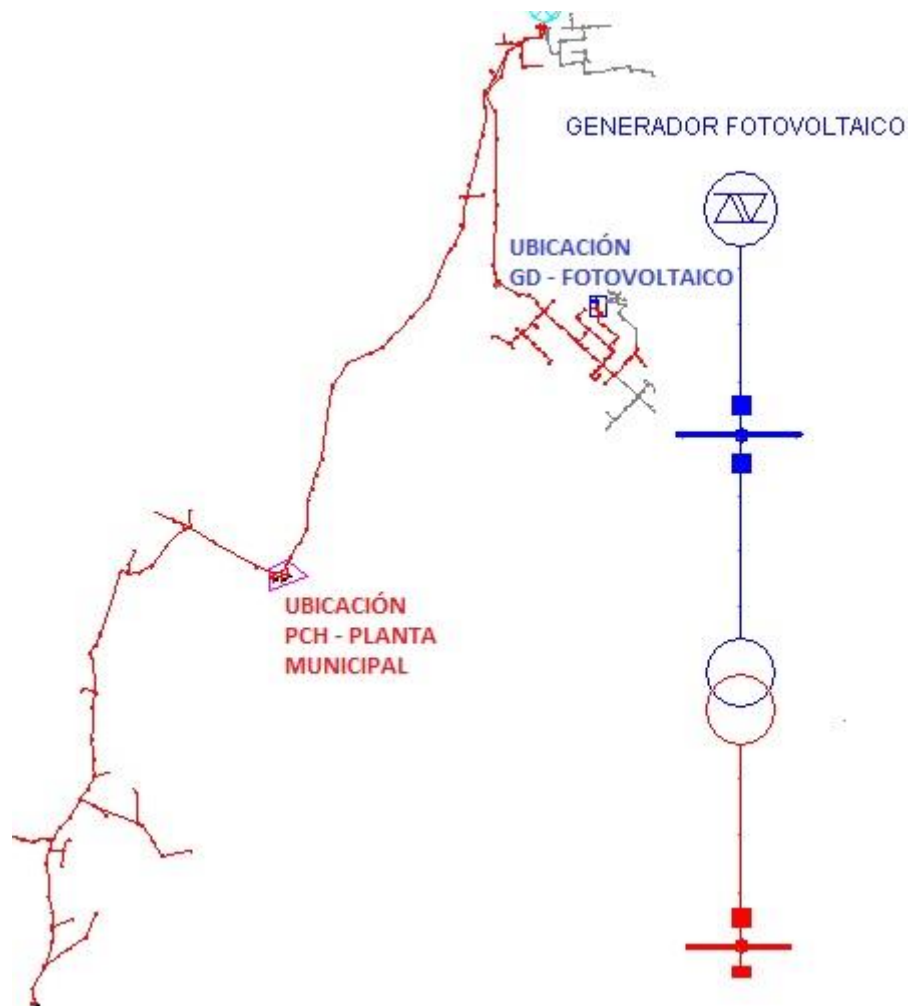 GENERADOR FOTOVOLTAICO
UBICACIÓN
GD - FOTOVOLTAICO
UBICACIÓN
PCH - PLANTA
MUNICIPAL